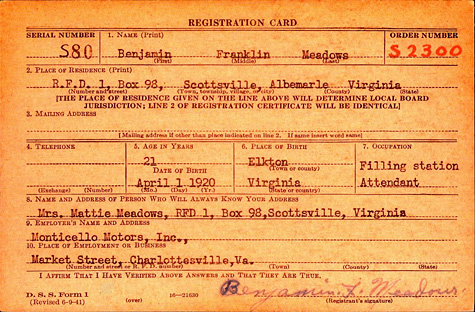 REGISTRATION CARD
SERIAL NUMBER 1. NAME (Print) ORDER NUMBER
S80 Benjamin Franklin Meadows S2300
(First) (Middle) (Last)
2. PLACE OF RESIDENCE (Print)
R.F.D. 1, Box 98, Scottsville, Albemarle, Virginia
(Number and street) (Town, township, village, or city) (County) (State)
[THE PLACE OF RESIDENCE GIVEN ON THE LINE ABOVE WILL DETERMINE LOCAL BOARD
JURISDICTION; LINE 2 OF REGISTRATION CERTIFICATE WILL BE IDENTICAL]
3. MAILING ADDRESS
[Mailing address if other than place indicated on line 2. If same insert word same]
4. TELEPHONE 5. AGE IN YEARS 6. PLACE OF BIRTH 7. OCCUPATION
21 Elkton Filling station
DATE OF BIRTH (Town or county)
April 1 1920 Virginia Attendant
(Exchange) (Number) (Mo.) (Day) (Yr.) (State or country)
8. NAME AND ADDRESS OF PERSON WHO WILL ALWAYS KNOW YOUR ADDRESS
Mrs. Mattie Meadows, RFD 1, Box 98,Scottsville, Virginia
9. EMPLOYER'S NAME AND ADDRESS
Monticello Motors, Inc.,
10. PLACE OF EMPLOYMENT OR BUSINESS
Market Street, Charlottesville,Va.
(Number and street or R. F. D. number) (Town) (County) (State)
I AFFIRM THAT I HAVE VERIFIED ABOVE ANSWERS AND THAT THEY ARE TRUE.
D. S. S. Form 1
(Revised 6-9-41) (over) 16—21630 Benjamin. F. Meadows.
(Registrant's signature)